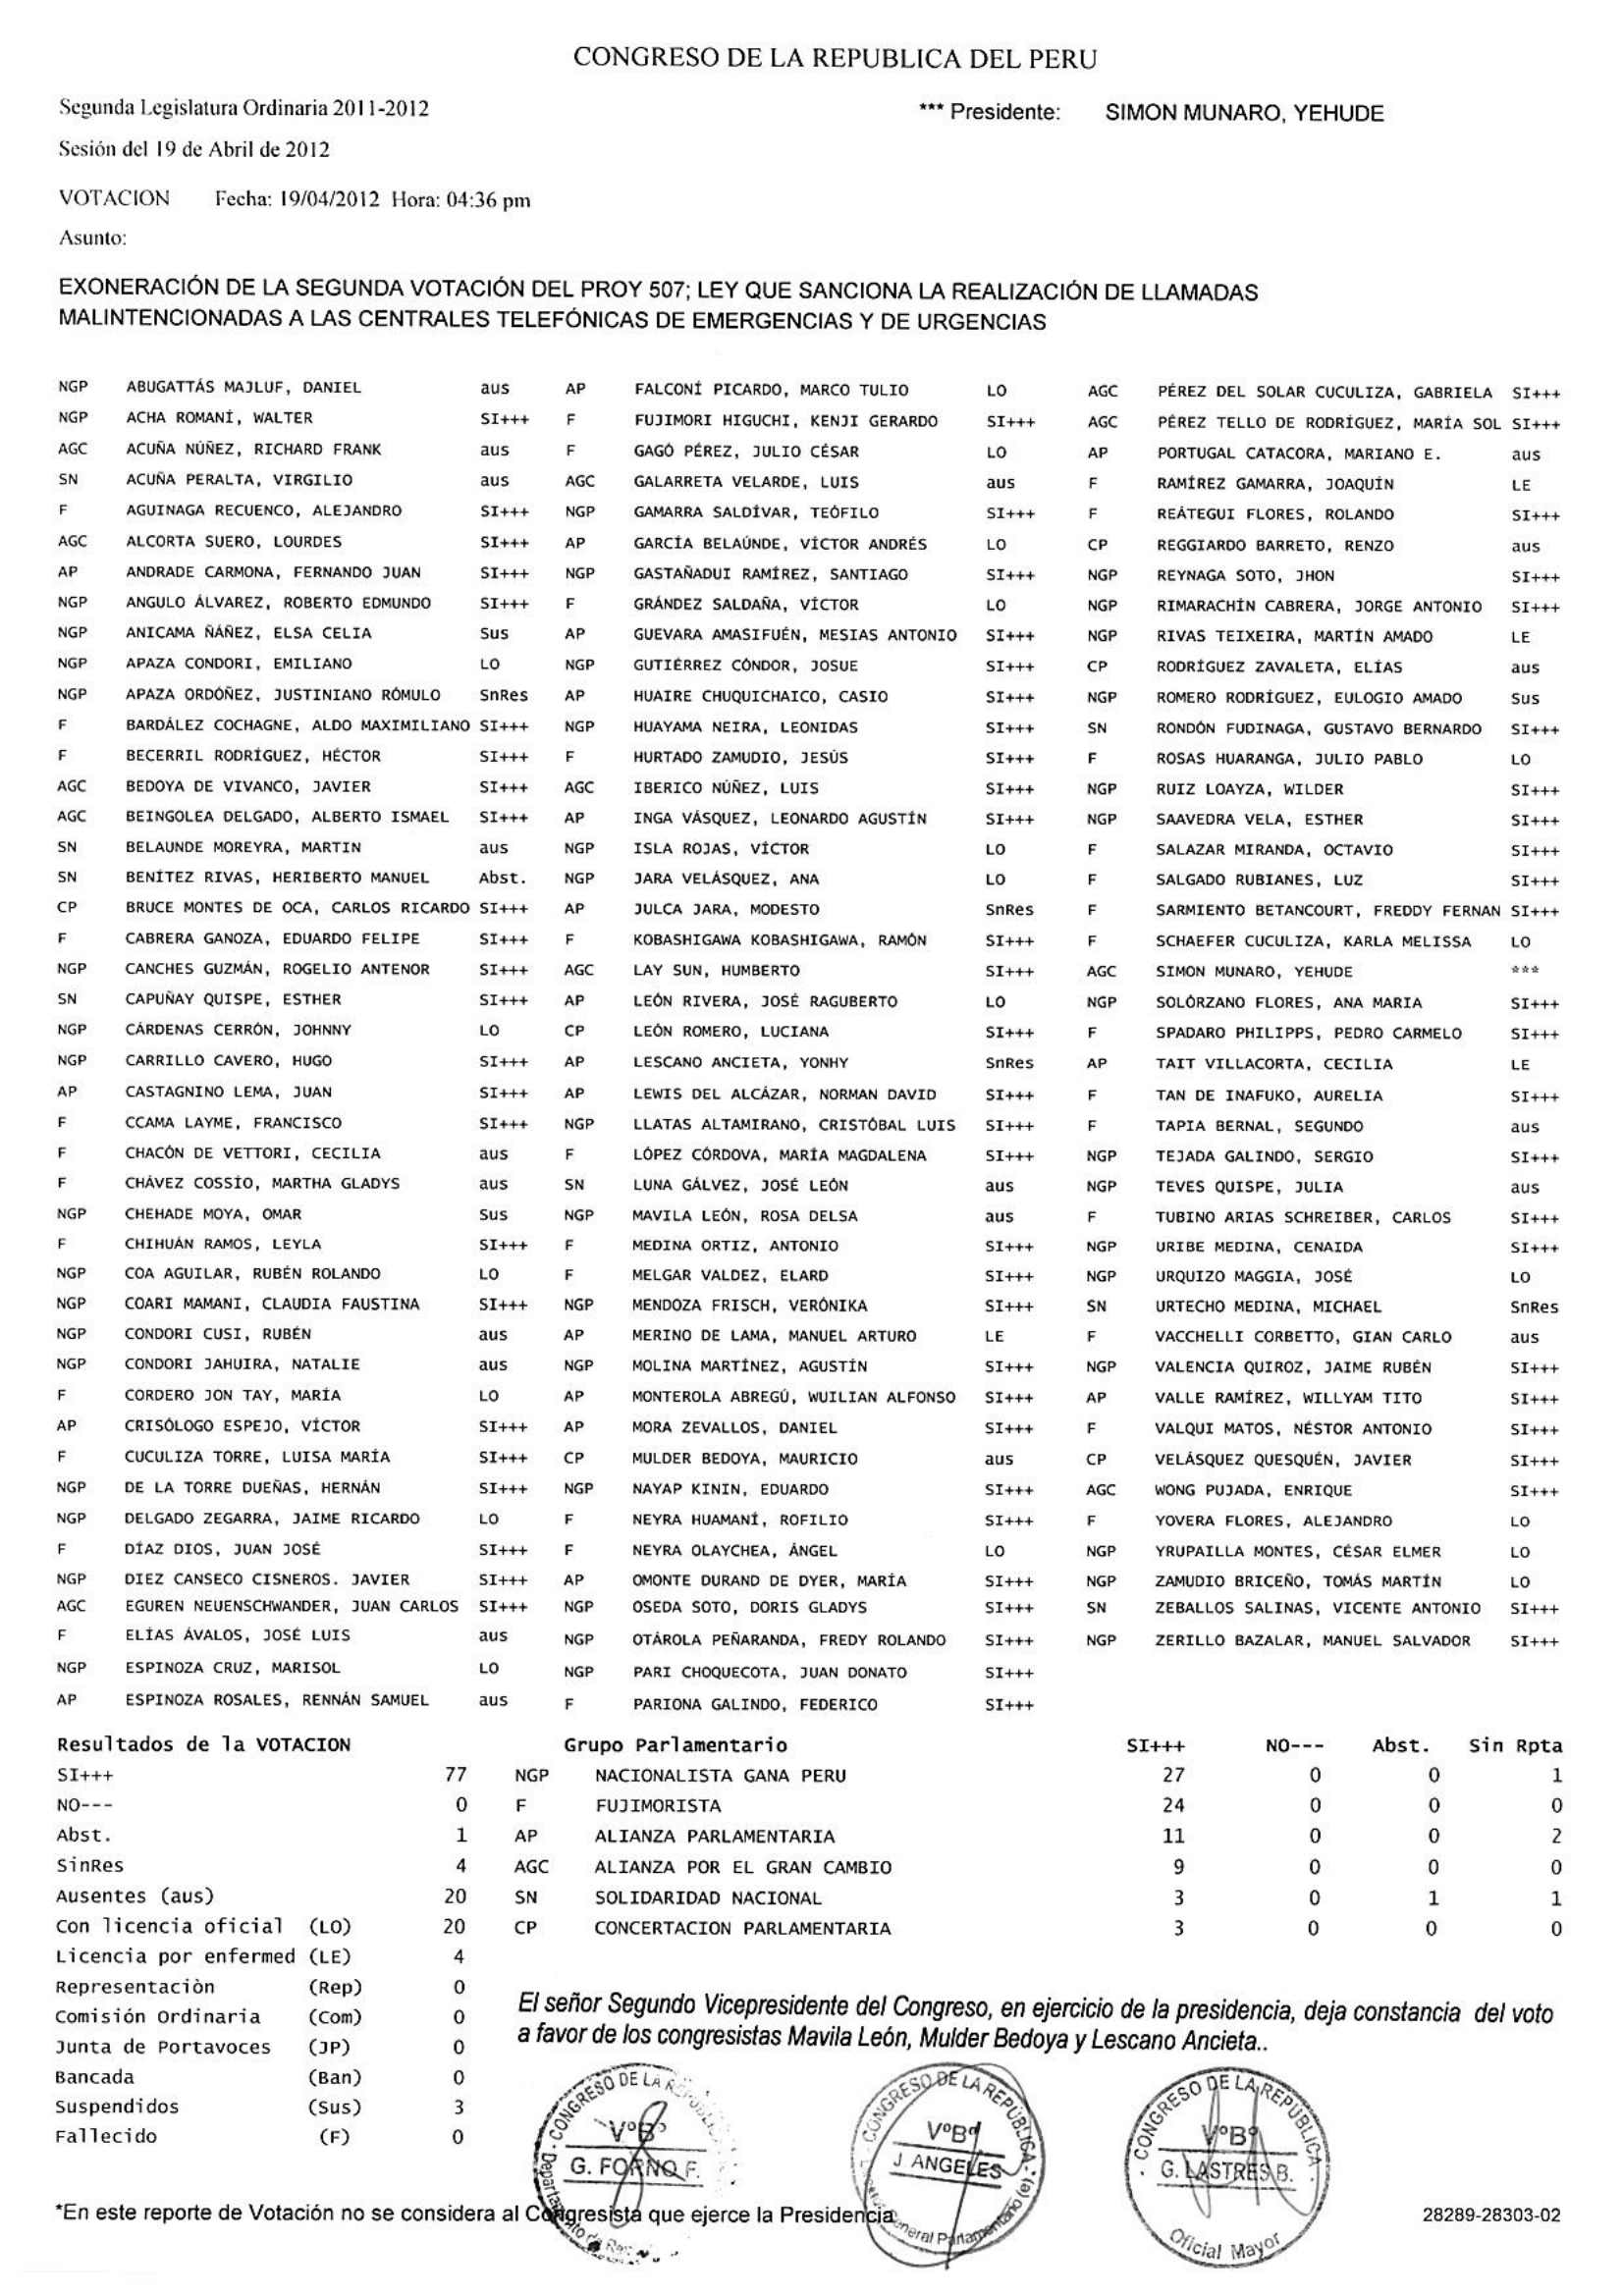 CONGRESO DE LA REPUBLICA DEL PERU
Segunda Legislatura Ordinaria 2011-2012 *** Presidente: SIMON MUNARO, YEHUDE
Sesión del 19 de Abril de 2012
VOTACION Fecha: 19/04/2012 Hora: 04:36 pm
Asunto:
EXONERACIÓN DE LA SEGUNDA VOTACIÓN DEL PROY 507; LEY QUE SANCIONA LA REALIZACIÓN DE LLAMADAS
MALINTENCIONADAS A LAS CENTRALES TELEFÓNICAS DE EMERGENCIAS Y DE URGENCIAS
NGP ABUGATTÁS MAJLUF, DANIEL aus AP FALCONÍ PICARDO, MARCO TULIO LO AGC PÉREZ DEL SOLAR CUCULIZA, GABRIELA SI+++
NGP ACHA ROMANÍ, WALTER SI+++ F FUJIMORI HIGUCHI, KENJI GERARDO SI+++ AGC PÉREZ TELLO DE RODRÍGUEZ, MARÍA SOL SI+++
AGC ACUÑA NÚÑEZ, RICHARD FRANK aus F GAGÓ PÉREZ, JULIO CÉSAR LO AP PORTUGAL CATACORA, MARIANO E. aus
SN ACUÑA PERALTA, VIRGILIO aus AGC GALARRETA VELARDE, LUIS aus F RAMÍREZ GAMARRA, JOAQUÍN LE
F AGUINAGA RECUENCO, ALEJANDRO SI+++ NGP GAMARRA SALDÍVAR, TEÓFILO SI+++ F REÁTEGUI FLORES, ROLANDO SI+++
AGC ALCORTA SUERO, LOURDES SI+++ AP GARCÍA BELAÚNDE, VÍCTOR ANDRÉS LO CP REGGIARDO BARRETO, RENZO aus
AP ANDRADE CARMONA, FERNANDO JUAN SI+++ NGP GASTAÑADUI RAMÍREZ, SANTIAGO SI+++ NGP REYNAGA SOTO, JHON SI+++
NGP ANGULO ÁLVAREZ, ROBERTO EDMUNDO SI+++ F GRÁNDEZ SALDAÑA, VÍCTOR LO NGP RIMARACHÍN CABRERA, JORGE ANTONIO SI+++
NGP ANICAMA ÑÁÑEZ, ELSA CELIA Sus AP GUEVARA AMASIFUÉN, MESIAS ANTONIO SI+++ NGP RIVAS TEIXEIRA, MARTÍN AMADO LE
NGP APAZA CONDORI, EMILIANO LO NGP GUTIÉRREZ CÓNDOR, JOSUE SI+++ CP RODRÍGUEZ ZAVALETA, ELÍAS aus
NGP APAZA ORDÓÑEZ, JUSTINIANO RÓMULO SnRes AP HUAIRE CHUQUICHAICO, CASIO SI+++ NGP ROMERO RODRÍGUEZ, EULOGIO AMADO Sus
F BARDÁLEZ COCHAGNE, ALDO MAXIMILIANO SI+++ NGP HUAYAMA NEIRA, LEONIDAS SI+++ SN RONDÓN FUDINAGA, GUSTAVO BERNARDO SI+++
F BECERRIL RODRÍGUEZ, HÉCTOR SI+++ F HURTADO ZAMUDIO, JESÚS SI+++ F ROSAS HUARANGA, JULIO PABLO LO
AGC BEDOYA DE VIVANCO, JAVIER SI+++ AGC IBERICO NÚÑEZ, LUIS SI+++ NGP RUIZ LOAYZA, WILDER SI+++
AGC BEINGOLEA DELGADO, ALBERTO ISMAEL SI+++ AP INGA VÁSQUEZ, LEONARDO AGUSTÍN SI+++ NGP SAAVEDRA VELA, ESTHER SI+++
SN BELAUNDE MOREYRA, MARTIN aus NGP ISLA ROJAS, VÍCTOR LO F SALAZAR MIRANDA, OCTAVIO SI+++
SN BENÍTEZ RIVAS, HERIBERTO MANUEL Abst. NGP JARA VELÁSQUEZ, ANA LO F SALGADO RUBIANES, LUZ SI+++
CP BRUCE MONTES DE OCA, CARLOS RICARDO SI+++ AP JULCA JARA, MODESTO SnRes F SARMIENTO BETANCOURT, FREDDY FERNAN SI+++
F CABRERA GANOZA, EDUARDO FELIPE SI+++ F KOBASHIGAWA KOBASHIGAWA, RAMÓN SI+++ F SCHAEFER CUCULIZA, KARLA MELISSA LO
NGP CANCHES GUZMÁN, ROGELIO ANTENOR SI+++ AGC LAY SUN, HUMBERTO SI+++ AGC SIMON MUNARO, YEHUDE ***
SN CAPUÑAY QUISPE, ESTHER SI+++ AP LEÓN RIVERA, JOSÉ RAGUBERTO LO NGP SOLÓRZANO FLORES, ANA MARIA SI+++
NGP CÁRDENAS CERRÓN, JOHNNY LO CP LEÓN ROMERO, LUCIANA SI+++ F SPADARO PHILIPPS, PEDRO CARMELO SI+++
NGP CARRILLO CAVERO, HUGO SI+++ AP LESCANO ANCIETA, YONHY SnRes AP TAIT VILLACORTA, CECILIA LE
AP CASTAGNINO LEMA, JUAN SI+++ AP LEWIS DEL ALCÁZAR, NORMAN DAVID SI+++ F TAN DE INAFUKO, AURELIA SI+++
F CCAMA LAYME, FRANCISCO SI+++ NGP LLATAS ALTAMIRANO, CRISTÓBAL LUIS SI+++ F TAPIA BERNAL, SEGUNDO aus
F CHACÓN DE VETTORI, CECILIA aus F LÓPEZ CÓRDOVA, MARÍA MAGDALENA SI+++ NGP TEJADA GALINDO, SERGIO SI+++
F CHÁVEZ COSSÍO, MARTHA GLADYS aus SN LUNA GÁLVEZ, JOSÉ LEÓN aus NGP TEVES QUISPE, JULIA aus
NGP CHEHADE MOYA, OMAR Sus NGP MAVILA LEÓN, ROSA DELSA aus F TUBINO ARIAS SCHREIBER, CARLOS SI+++
F CHIHUÁN RAMOS, LEYLA SI+++ F MEDINA ORTIZ, ANTONIO SI+++ NGP URIBE MEDINA, CENAIDA SI+++
NGP COA AGUILAR, RUBÉN ROLANDO LO F MELGAR VALDEZ, ELARD SI+++ NGP URQUIZO MAGGIA, JOSÉ LO
NGP COARI MAMANI, CLAUDIA FAUSTINA SI+++ NGP MENDOZA FRISCH, VERÓNIKA SI+++ SN URTECHO MEDINA, MICHAEL SnRes
NGP CONDORI CUSI, RUBÉN aus AP MERINO DE LAMA, MANUEL ARTURO LE F VACCHELLI CORBETTO, GIAN CARLO aus
NGP CONDORI JAHUIRA, NATALIE aus NGP MOLINA MARTÍNEZ, AGUSTÍN SI+++ NGP VALENCIA QUIROZ, JAIME RUBÉN SI+++
F CORDERO JON TAY, MARÍA LO AP MONTEROLA ABREGÚ, WUILIAN ALFONSO SI+++ AP VALLE RAMÍREZ, WILLYAM TITO SI+++
AP CRISÓLOGO ESPEJO, VÍCTOR SI+++ AP MORA ZEVALLOS, DANIEL SI+++ F VALQUI MATOS, NÉSTOR ANTONIO SI+++
F CUCULIZA TORRE, LUISA MARÍA SI+++ CP MULDER BEDOYA, MAURICIO aus CP VELÁSQUEZ QUESQUÉN, JAVIER SI+++
NGP DE LA TORRE DUEÑAS, HERNÁN SI+++ NGP NAYAP KININ, EDUARDO SI+++ AGC WONG PUJADA, ENRIQUE SI+++
NGP DELGADO ZEGARRA, JAIME RICARDO LO F NEYRA HUAMANÍ, ROFILIO SI+++ F YOVERA FLORES, ALEJANDRO LO
F DÍAZ DIOS, JUAN JOSÉ SI+++ F NEYRA OLAYCHEA, ÁNGEL LO NGP YRUPAILLA MONTES, CÉSAR ELMER LO
NGP DIEZ CANSECO CISNEROS. JAVIER SI+++ AP OMONTE DURAND DE DYER, MARÍA SI+++ NGP ZAMUDIO BRICEÑO, TOMÁS MARTÍN LO
AGC EGUREN NEUENSCHWANDER, JUAN CARLOS SI+++ NGP OSEDA SOTO, DORIS GLADYS SI+++ SN ZEBALLOS SALINAS, VICENTE ANTONIO SI+++
F ELÍAS ÁVALOS, JOSÉ LUIS aus NGP OTÁROLA PEÑARANDA, FREDY ROLANDO SI+++ NGP ZERILLO BAZALAR, MANUEL SALVADOR SI+++
NGP ESPINOZA CRUZ, MARISOL LO NGP PARI CHOQUECOTA, JUAN DONATO SI+++
AP ESPINOZA ROSALES, RENNÁN SAMUEL aus F PARIONA GALINDO, FEDERICO SI+++
Resultados de la VOTACION Grupo Parlamentario SI+++ NO--- Abst. Sin Rpta
SI+++ 77 NGP NACIONALISTA GANA PERU 27 0 0 1
NO--- 0 F FUJIMORISTA 24 0 0 0
Abst. 1 AP ALIANZA PARLAMENTARIA 11 0 0 2
SinRes 4 AGC ALIANZA POR EL GRAN CAMBIO 9 0 0 0
Ausentes (aus) 20 SN SOLIDARIDAD NACIONAL 3 0 1 1
Con licencia oficial (LO) 20 CP CONCERTACION PARLAMENTARIA 3 0 0 0
Licencia por enfermed (LE) 4
Representaciòn (Rep) 0
Comisión Ordinaria (Com) 0
Junta de Portavoces (JP) 0
Bancada (Ban) 0
Suspendidos (Sus) 3
Fallecido (F) 0
El señor Segundo Vicepresidente del Congreso, en ejercicio de la presidencia, deja constancia del voto
a favor de los congresistas Mavila León, Mulder Bedoya y Lescano Ancieta..
CONGRESO DE LA
VºBº
G. FORNO F.
CONGRESO DE LA REPÚBLICA
VºBº
J. ANGELES
General Parlamentario (e)
CONGRESO DE LA REPÚBLICA
VºBº
G. LASTRES B.
Oficial Mayor
*En este reporte de Votación no se considera al Congresista que ejerce la Presidencia
28289-28303-02